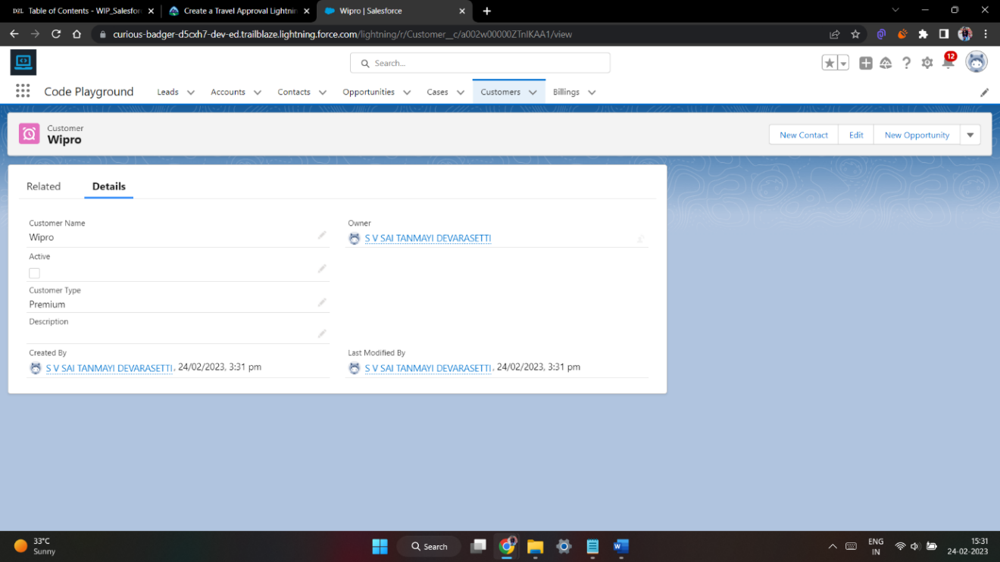 Table of Contents - WIP_Salesfor
Create a Travel Approval Lightnin
Wipro | Salesforce
curious-badger-d5cxh7-dev-ed.trailblaze.lightning.force.com/lightning/r/Customer__c/a002w00000ZTnIKAA1/view
Search...
12
Code Playground
Leads
Accounts
Contacts
Opportunities
Cases
Customers
Billings
Customer
Wipro
New Contact
Edit
New Opportunity
Related
Details
Customer Name
Wipro
Owner
S V SAI TANMAYI DEVARASETTI
Active
Customer Type
Premium
Description
Created By
S V SAI TANMAYI DEVARASETTI, 24/02/2023, 3:31 pm
Last Modified By
S V SAI TANMAYI DEVARASETTI, 24/02/2023, 3:31 pm
33°C
Sunny
Search
ENG
IN
15:31
24-02-2023